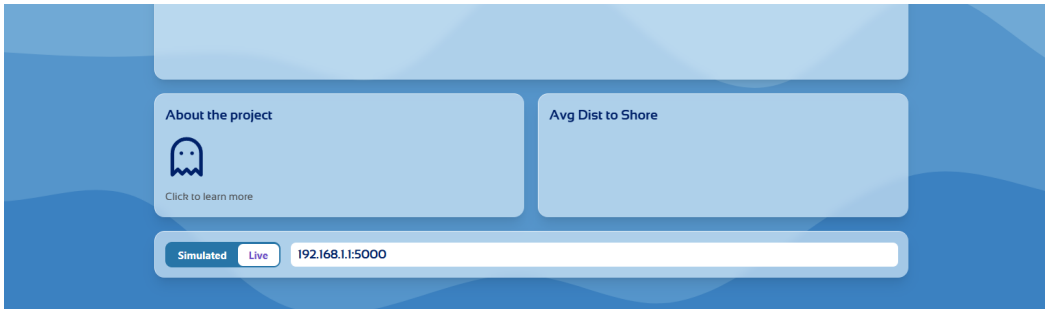 About the project
Avg Dist to Shore
Click to learn more
Simulated Live 192.168.1.1:5000